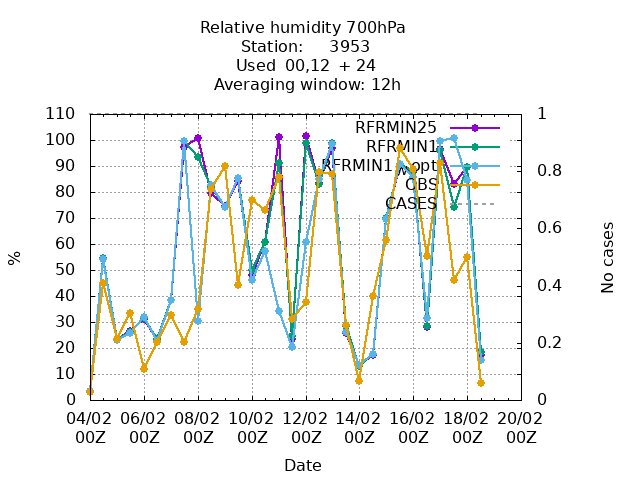 Relative humidity 700hPa
Station: 3953
Used 00,12 + 24
Averaging window: 12h
110
100
90
80
70
60
50
40
30
20
10
0
%
1
0.8
0.6
0.4
0.2
0
No cases
RFRMIN25
RFRMIN1
RFRMIN1_wopt
OBS
CASES
04/02 06/02 08/02 10/02 12/02 14/02 16/02 18/02 20/02
00Z 00Z 00Z 00Z 00Z 00Z 00Z 00Z 00Z
Date